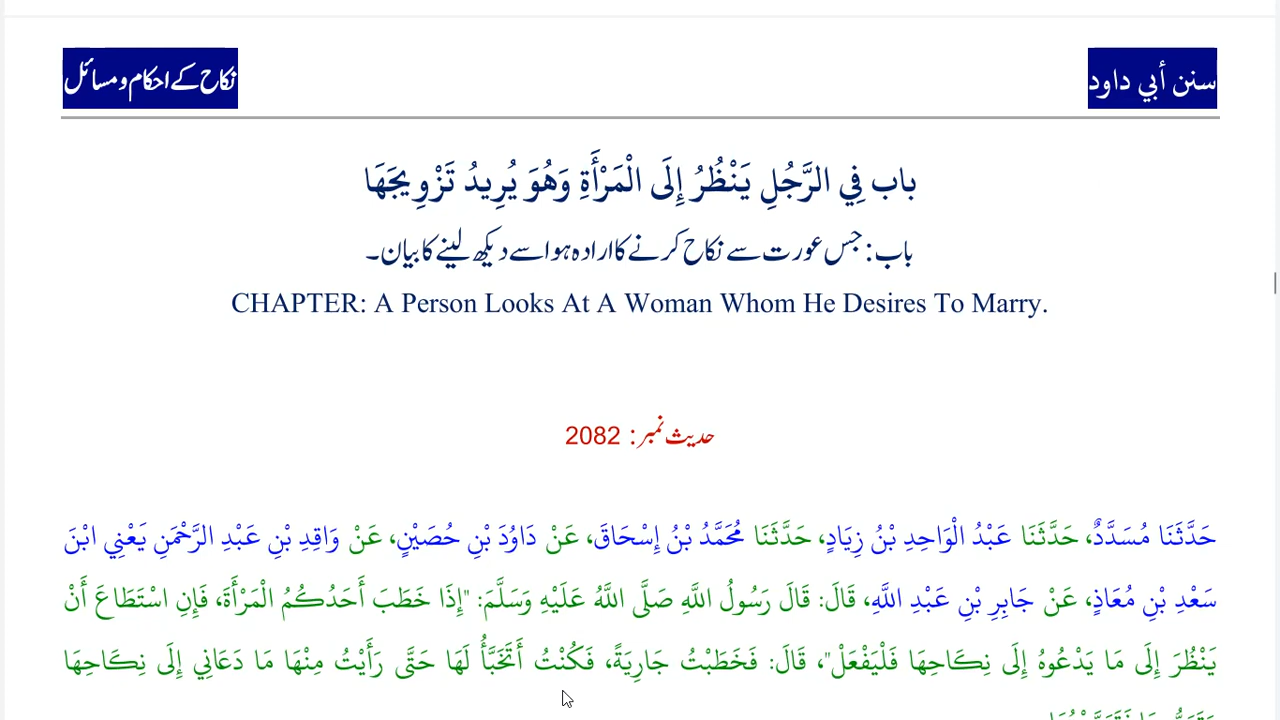 سنن أبي داود
نکاح کے احکام و مسائل
باب فِي الرَّجُلِ يَنْظُرُ إِلَى الْمَرْأَةِ وَهُوَ يُرِيدُ تَزْوِيجَهَا
باب: جس عورت سے نکاح کرنے کا ارادہ ہو اسے دیکھ لینے کا بیان۔
CHAPTER: A Person Looks At A Woman Whom He Desires To Marry.
حدیث نمبر: 2082
حَدَّثَنَا مُسَدَّدٌ، حَدَّثَنَا عَبْدُ الْوَاحِدِ بْنُ زِيَادٍ، حَدَّثَنَا مُحَمَّدُ بْنُ إِسْحَاقَ، عَنْ دَاوُدَ بْنِ حُصَيْنٍ، عَنْ وَاقِدِ بْنِ عَبْدِ الرَّحْمَنِ يَعْنِي ابْنَ
سَعْدِ بْنِ مُعَاذٍ، عَنْ جَابِرِ بْنِ عَبْدِ اللَّهِ، قَالَ: قَالَ رَسُولُ اللَّهِ صَلَّى اللَّهُ عَلَيْهِ وَسَلَّمَ: "إِذَا خَطَبَ أَحَدُكُمُ الْمَرْأَةَ، فَإِنِ اسْتَطَاعَ أَنْ
يَنْظُرَ إِلَى مَا يَدْعُوهُ إِلَى نِكَاحِهَا فَلْيَفْعَلْ"، قَالَ: فَخَطَبْتُ جَارِيَةً، فَكُنْتُ أَتَخَبَّأُ لَهَا حَتَّى رَأَيْتُ مِنْهَا مَا دَعَانِي إِلَى نِكَاحِهَا